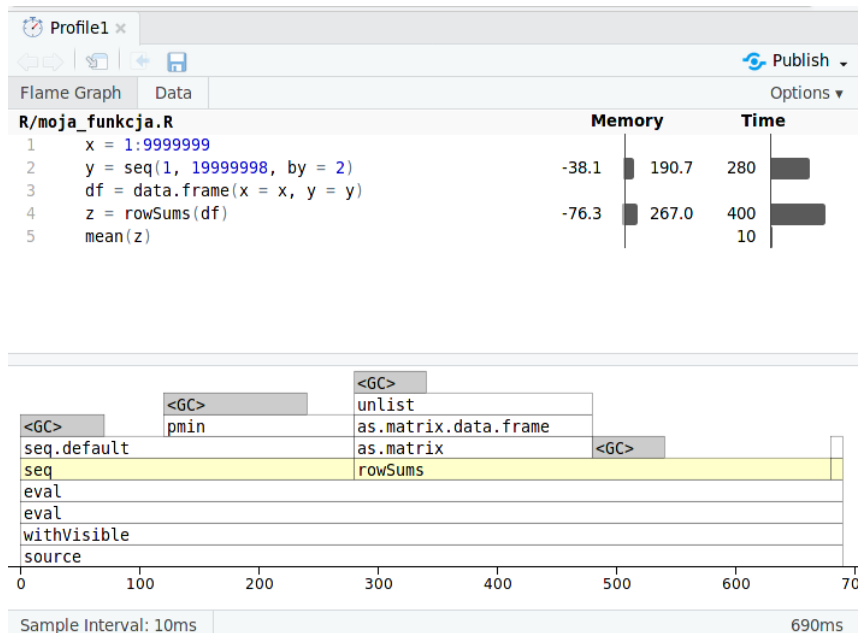 Profile1 ×
Publish
Flame Graph Data Options ▾
R/moja_funkcja.R Memory Time
1 x = 1:9999999
2 y = seq(1, 19999998, by = 2) -38.1 190.7 280
3 df = data.frame(x = x, y = y)
4 z = rowSums(df) -76.3 267.0 400
5 mean(z) 10
<GC>
<GC> unlist
<GC> pmin as.matrix.data.frame
seq.default as.matrix <GC>
seq rowSums
eval
eval
withVisible
source
0 100 200 300 400 500 600 70
Sample Interval: 10ms 690ms